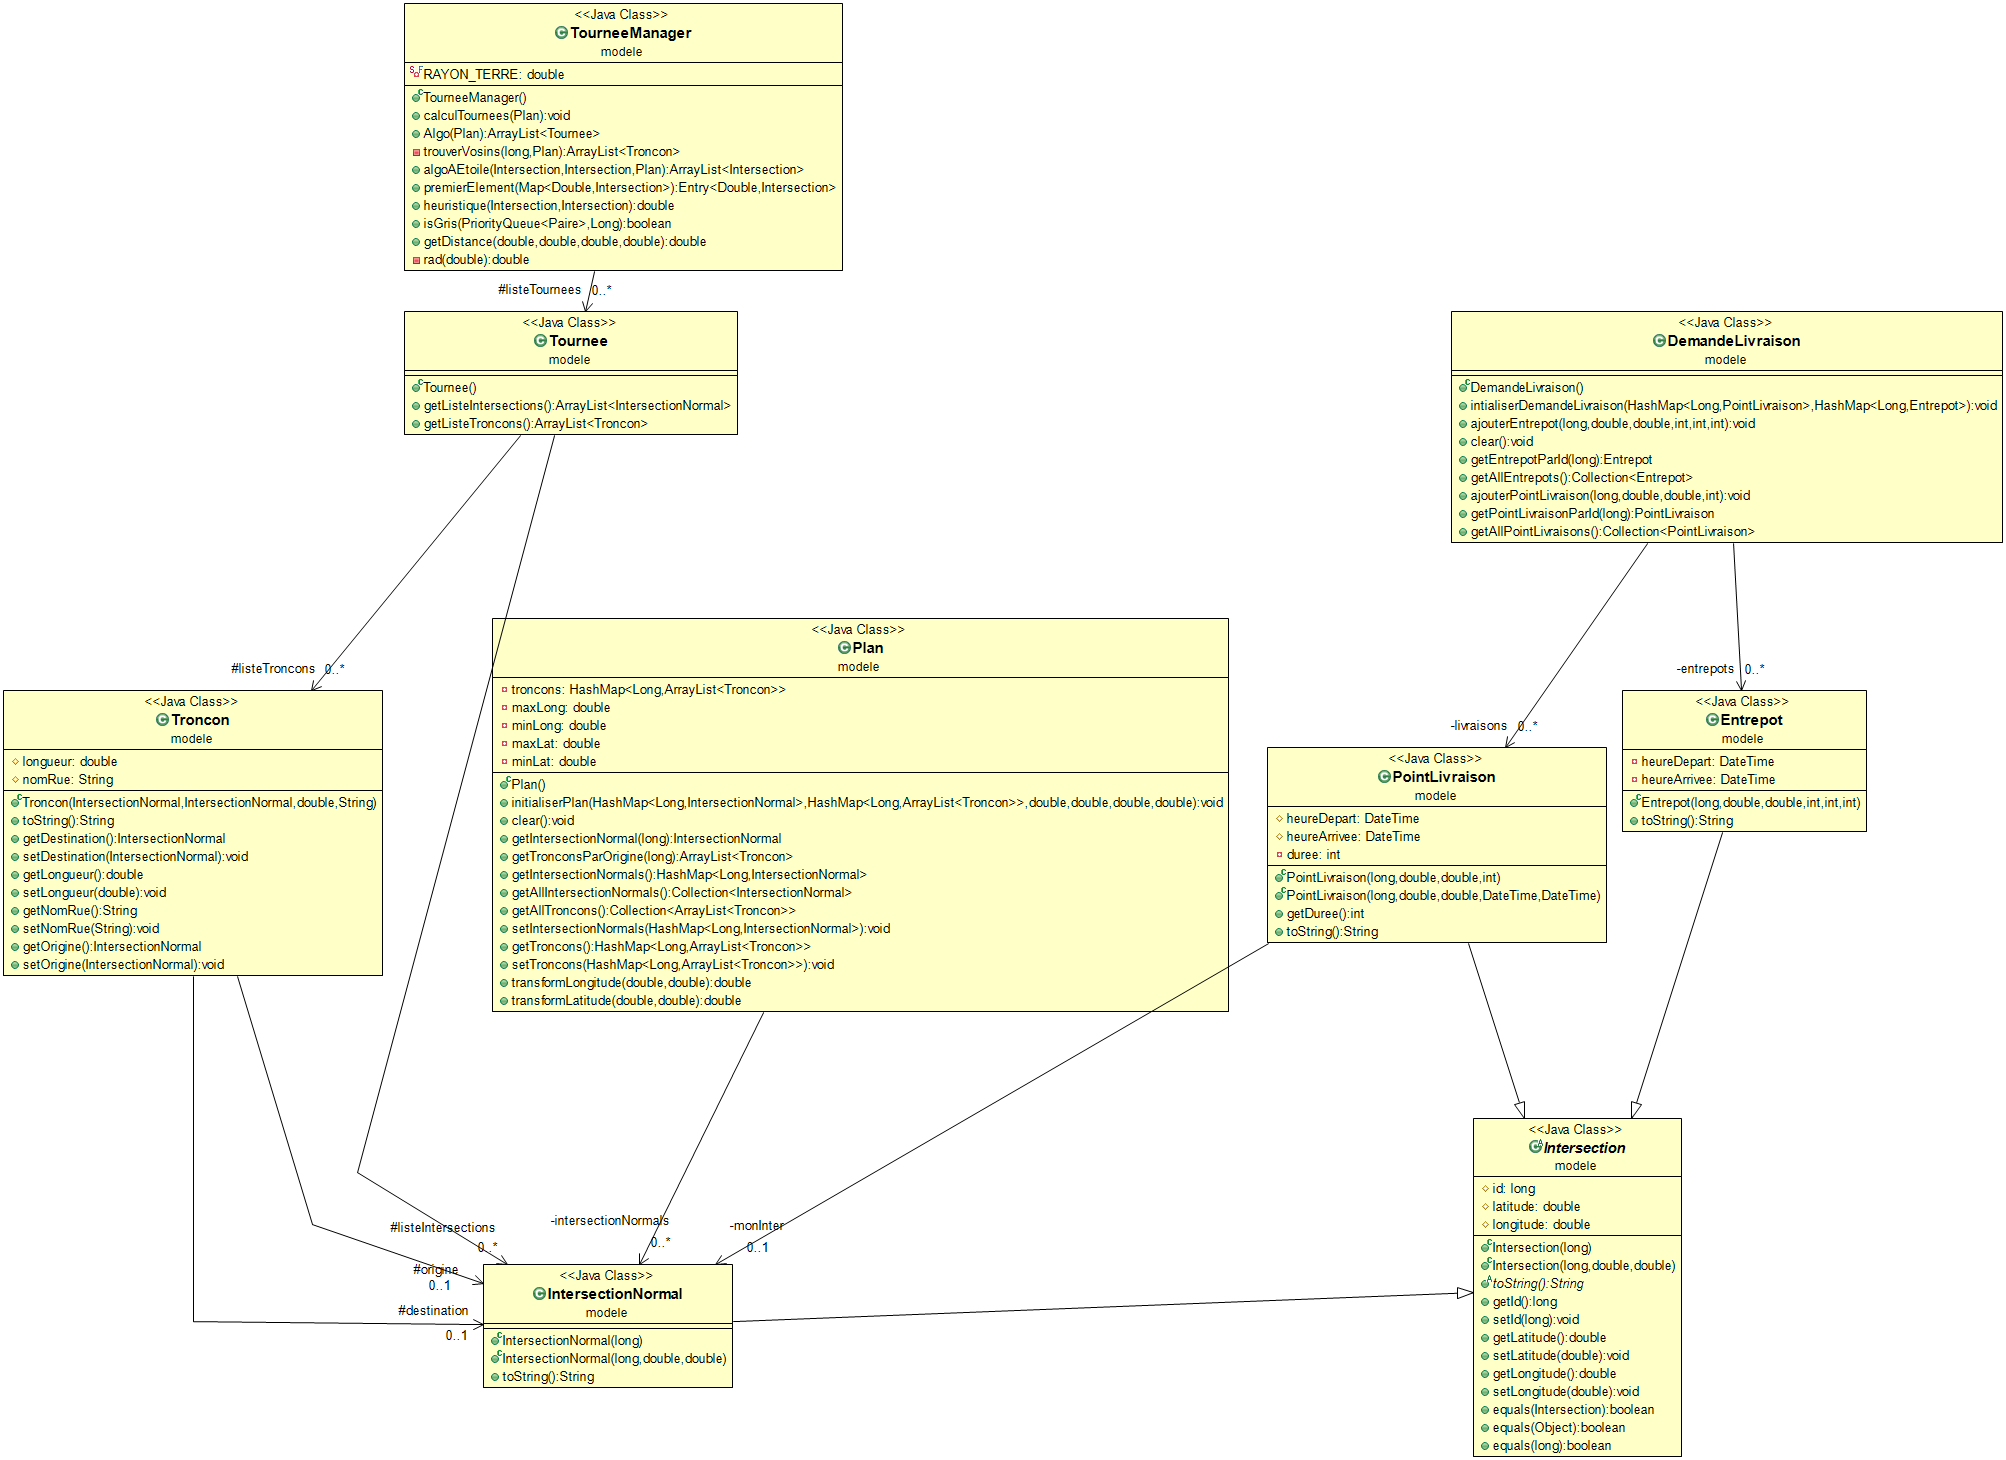 <<Java Class>>
TourneeManager
modele
RAYON_TERRE: double
TourneeManager()
calculTournees(Plan):void
Algo(Plan):ArrayList<Tournee>
trouverVosins(long,Plan):ArrayList<Troncon>
algoAEtoile(Intersection,Intersection,Plan):ArrayList<Intersection>
premierElement(Map<Double,Intersection>):Entry<Double,Intersection>
heuristique(Intersection,Intersection):double
isGris(PriorityQueue<Paire>,Long):boolean
getDistance(double,double,double,double):double
rad(double):double
#listeTournees 0..*
<<Java Class>>
Tournee
modele
Tournee()
getListeIntersections():ArrayList<IntersectionNormal>
getListeTroncons():ArrayList<Troncon>
<<Java Class>>
DemandeLivraison
modele
DemandeLivraison()
intialiserDemandeLivraison(HashMap<Long,PointLivraison>,HashMap<Long,Entrepot>):void
ajouterEntrepot(long,double,double,int,int,int):void
clear():void
getEntrepotParId(long):Entrepot
getAllEntrepots():Collection<Entrepot>
ajouterPointLivraison(long,double,double,int):void
getPointLivraisonParId(long):PointLivraison
getAllPointLivraisons():Collection<PointLivraison>
#listeTroncons 0..*
<<Java Class>>
Troncon
modele
longueur: double
nomRue: String
Troncon(IntersectionNormal,IntersectionNormal,double,String)
toString():String
getDestination():IntersectionNormal
setDestination(IntersectionNormal):void
getLongueur():double
setLongueur(double):void
getNomRue():String
setNomRue(String):void
getOrigine():IntersectionNormal
setOrigine(IntersectionNormal):void
<<Java Class>>
Plan
modele
troncons: HashMap<Long,ArrayList<Troncon>>
maxLong: double
minLong: double
maxLat: double
minLat: double
Plan()
initialiserPlan(HashMap<Long,IntersectionNormal>,HashMap<Long,ArrayList<Troncon>>,double,double,double,double):void
clear():void
getIntersectionNormal(long):IntersectionNormal
getTronconsParOrigine(long):ArrayList<Troncon>
getIntersectionNormals():HashMap<Long,IntersectionNormal>
getAllIntersectionNormals():Collection<IntersectionNormal>
getAllTroncons():Collection<ArrayList<Troncon>>
setIntersectionNormals(HashMap<Long,IntersectionNormal>):void
getTroncons():HashMap<Long,ArrayList<Troncon>>
setTroncons(HashMap<Long,ArrayList<Troncon>>):void
transformLongitude(double,double):double
transformLatitude(double,double):double
-livraisons 0..*
<<Java Class>>
PointLivraison
modele
heureDepart: DateTime
heureArrivee: DateTime
duree: int
PointLivraison(long,double,double,int)
PointLivraison(long,double,double,DateTime,DateTime)
getDuree():int
toString():String
-entrepots 0..*
<<Java Class>>
Entrepot
modele
heureDepart: DateTime
heureArrivee: DateTime
Entrepot(long,double,double,int,int,int)
toString():String
#listeIntersections
0..*
-intersectionNormals
0..*
-monInter
0..1
#origine
0..1
#destination
0..1
<<Java Class>>
IntersectionNormal
modele
IntersectionNormal(long)
IntersectionNormal(long,double,double)
toString():String
<<Java Class>>
Intersection
modele
id: long
latitude: double
longitude: double
Intersection(long)
Intersection(long,double,double)
toString():String
getId():long
setId(long):void
getLatitude():double
setLatitude(double):void
getLongitude():double
setLongitude(double):void
equals(Intersection):boolean
equals(Object):boolean
equals(long):boolean